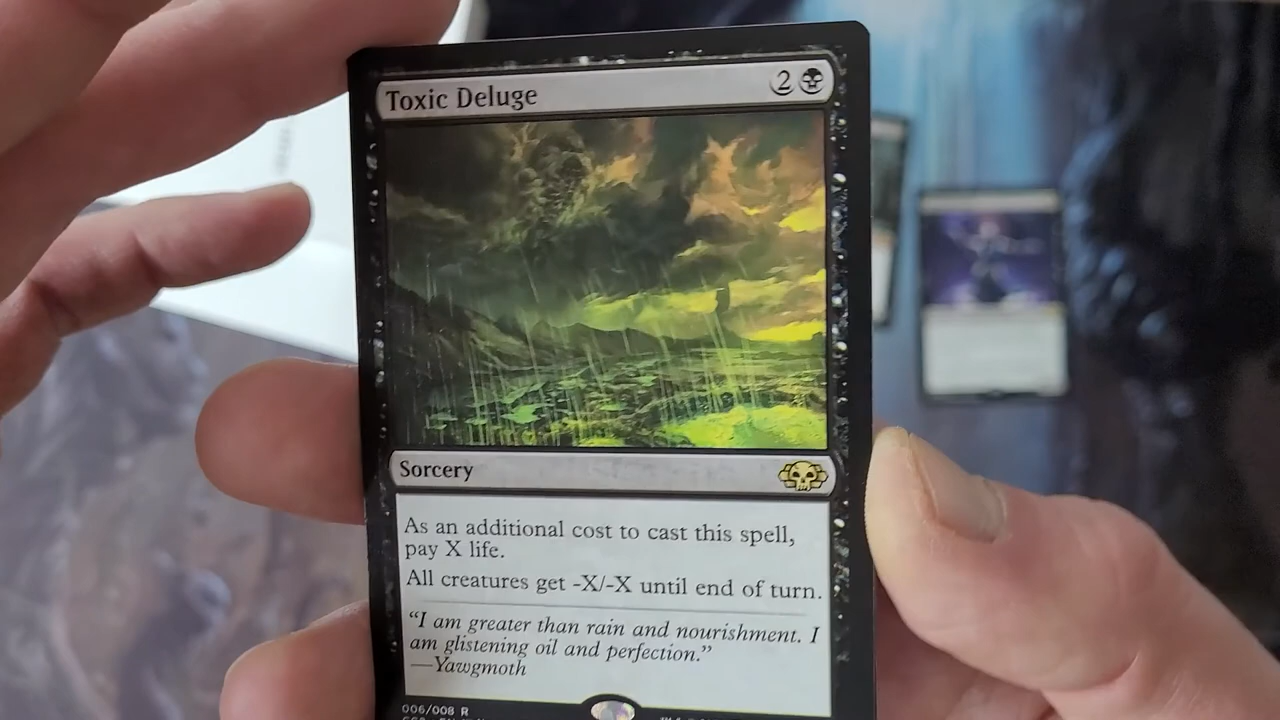 Toxic Deluge 2
Sorcery
As an additional cost to cast this spell,
pay X life.
All creatures get -X/-X until end of turn.
“I am greater than rain and nourishment. I
am glistening oil and perfection.”
—Yawgmoth
006/008 R